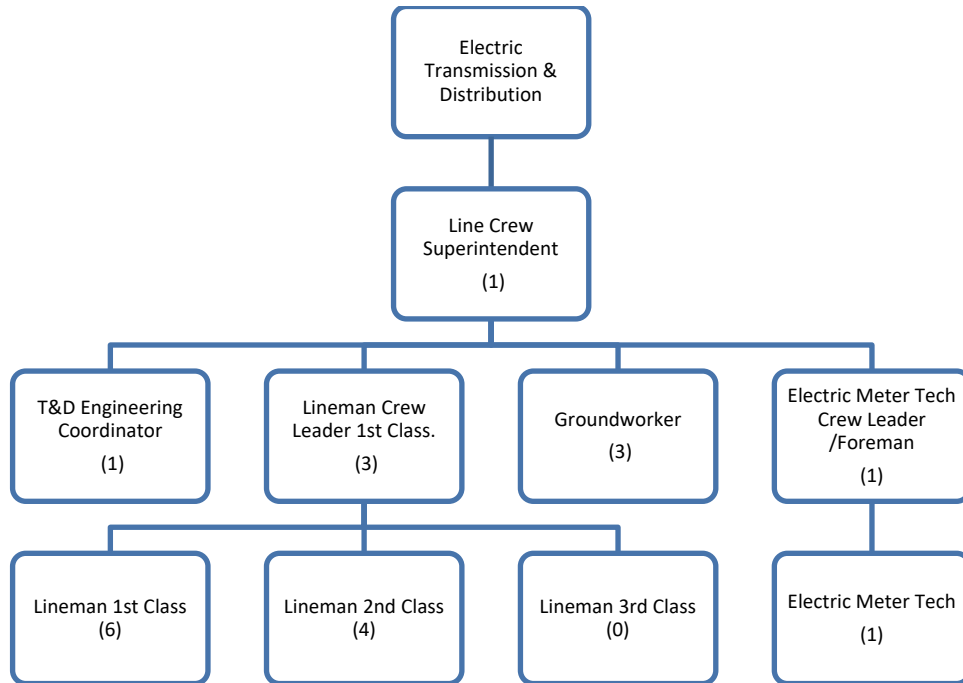 Electric
Transmission &
Distribution
Line Crew
Superintendent
(1)
T&D Engineering
Coordinator
(1)
Lineman Crew
Leader 1st Class.
(3)
Groundworker
(3)
Electric Meter Tech
Crew Leader
/Foreman
(1)
Lineman 1st Class
(6)
Lineman 2nd Class
(4)
Lineman 3rd Class
(0)
Electric Meter Tech
(1)